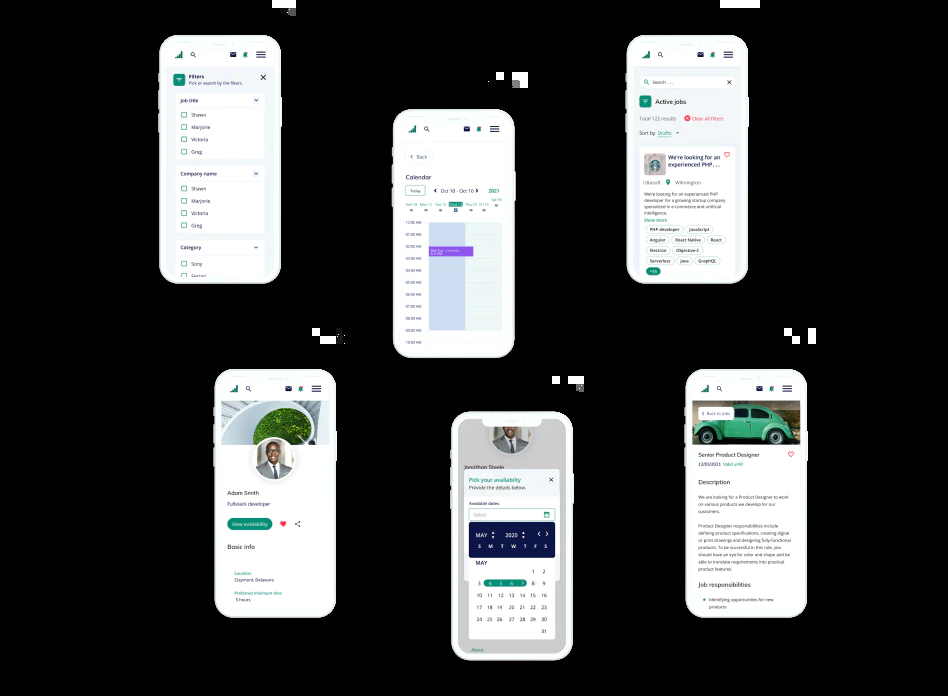 Filters
Pick or search by the filters.
Job title
Shawn
Marjorie
Victoria
Greg
Company name
Shawn
Marjorie
Victoria
Greg
Category
Sony
Back
Calendar
Today
Oct 10 - Oct 16
2021
12:00 AM
01:00 AM
02:00 AM
03:00 AM
04:00 AM
05:00 AM
06:00 AM
07:00 AM
08:00 AM
09:00 AM
10:00 AM
Search . . .
Active jobs
Total 122 results
Clear all filters
Sort by Drafts
We're looking for an
experienced PHP . . .
Ultasoft
Wilmington
We're looking for an experienced PHP
developer for a growing startup company
specialized in e-commerce and artificial
intelligence.
Show more
PHP developer
JavaScript
Angular
React Native
React
Electron
Objective-C
Serverless
Java
GraphQL
+15
Adam Smith
Fullstack developer
View availability
Basic info
Location
Claymont, Delaware
Preferred minimum time
5 hours
Jonathan Steele
Pick your availabilty
Provide the details below.
Available dates
Select
MAY
2020
S M T W T F S
MAY
1 2
3 4 5 6 7 8 9
10 11 12 13 14 15 16
17 18 19 20 21 22 23
24 25 26 27 28 29 30
31
About
Back to jobs
Senior Product Designer
12/03/2021 Valid until
Description
We are looking for a Product Designer to work
on various products we develop for our
customers.
Product Designer responsibilities include
defining product specifications, creating digital
or print drawings and designing fully-functional
products. To be successful in this role, you
should have an eye for color and shape and be
able to translate requirements into practical
product features.
Job responsibilities
Identifying opportunities for new
products